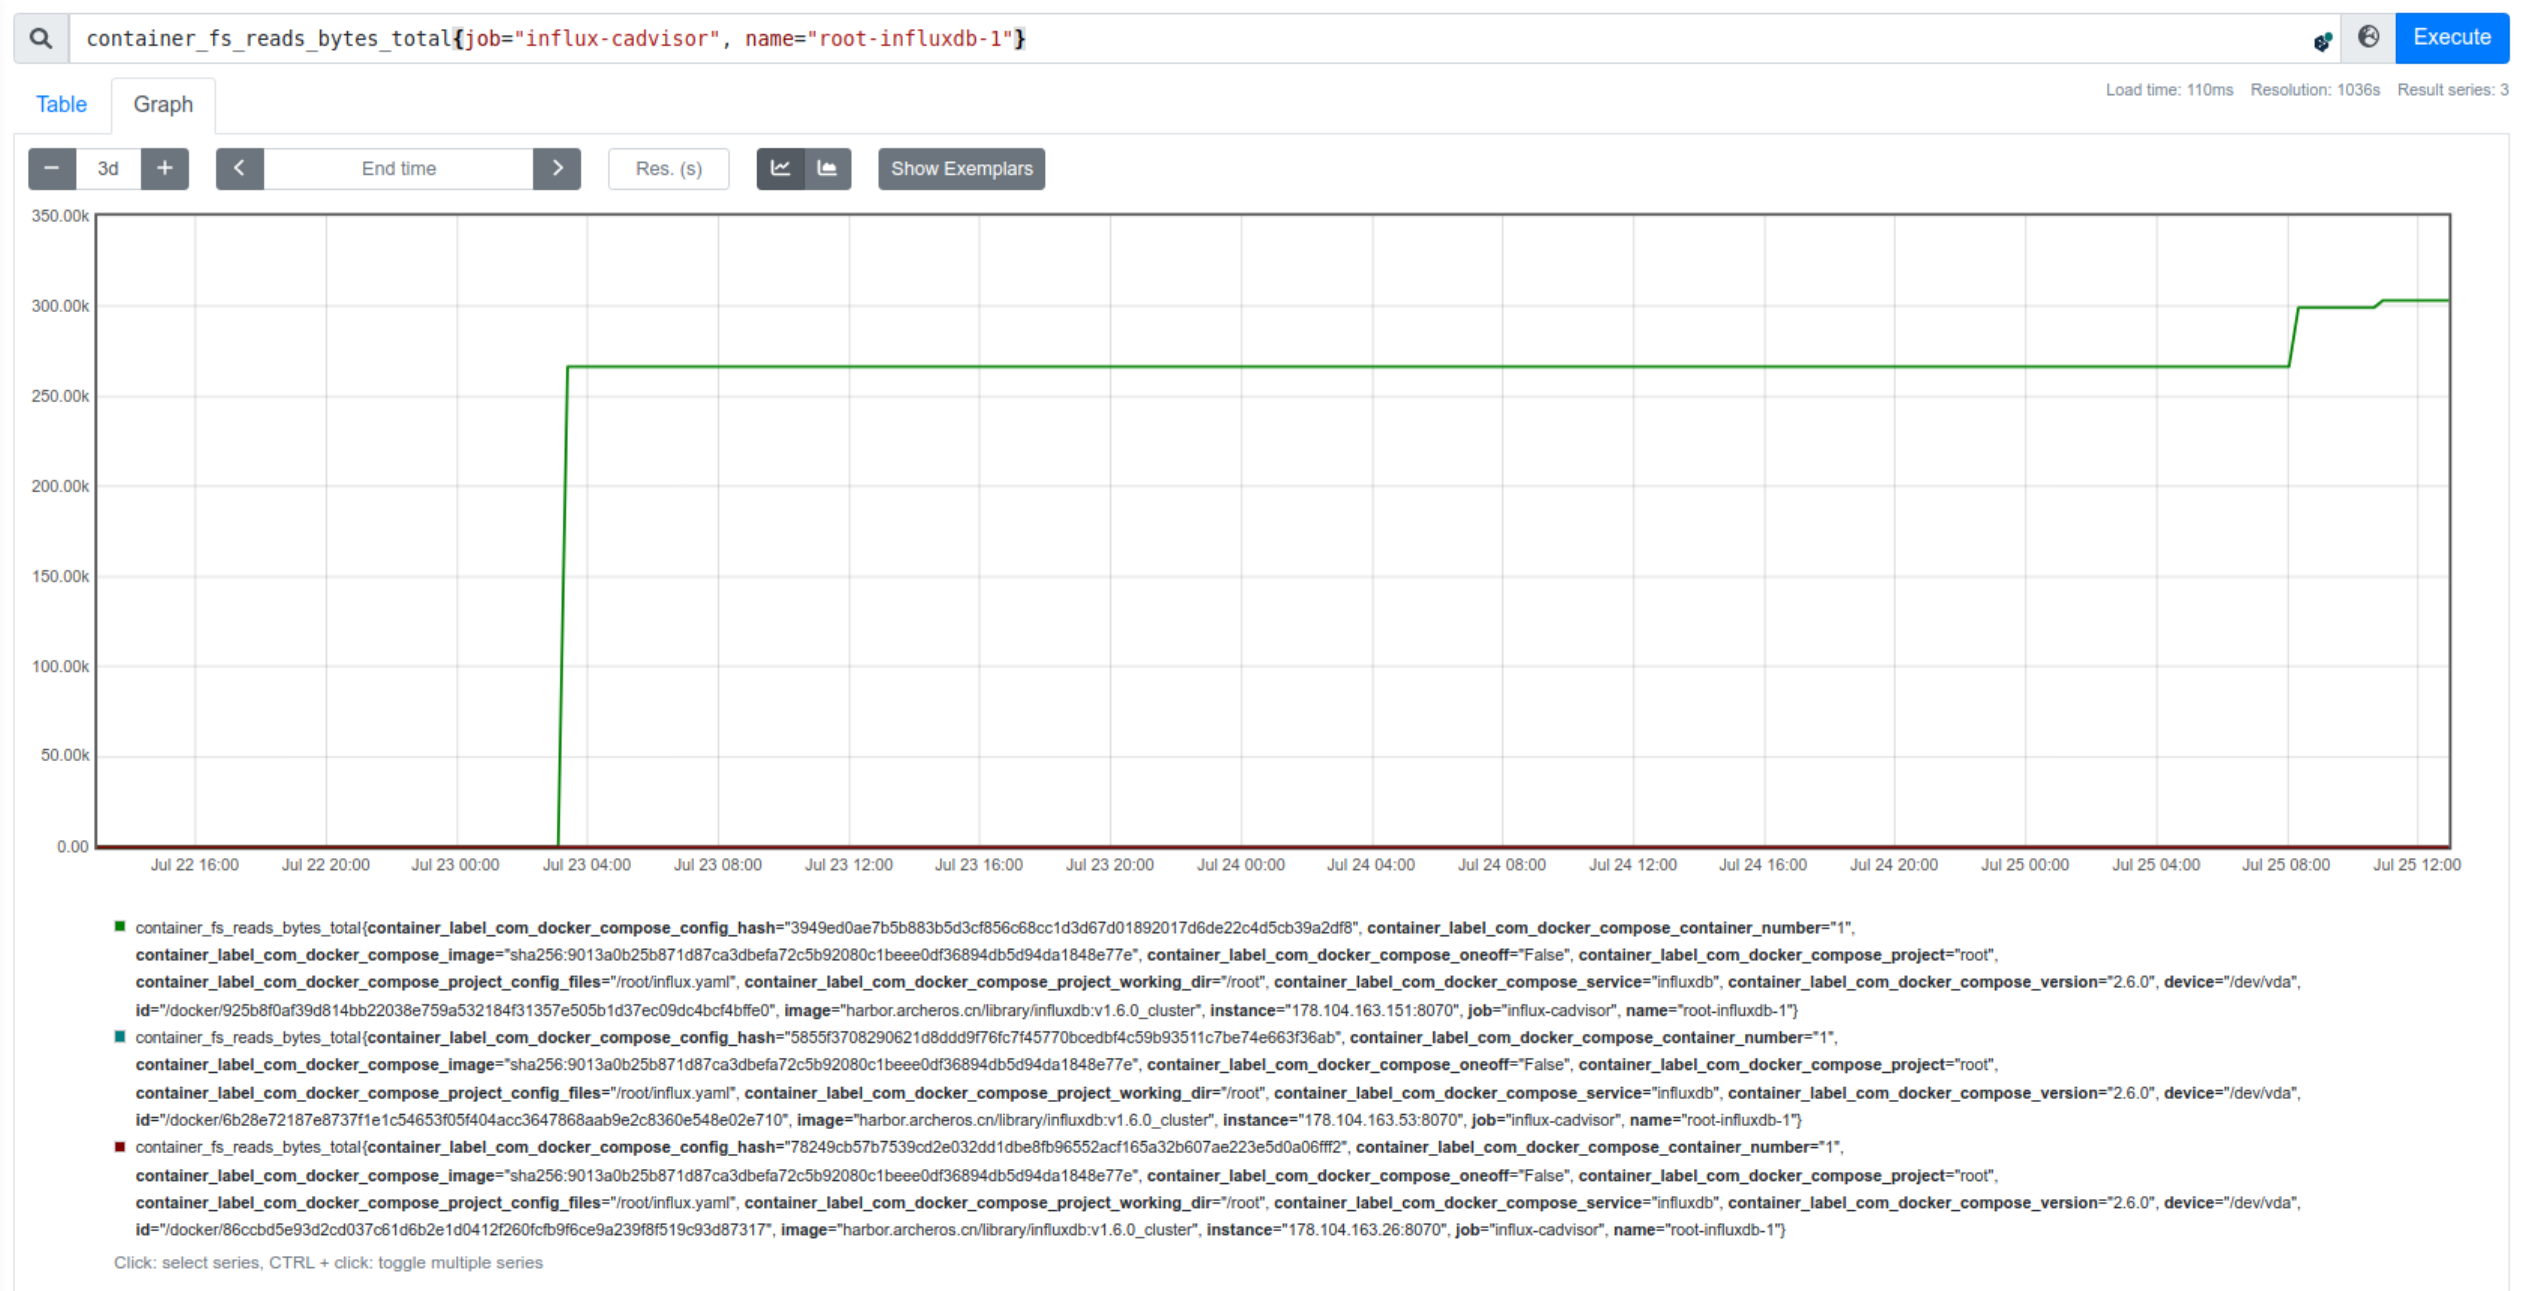 container_fs_reads_bytes_total{job="influx-cadvisor", name="root-influxdb-1"}
Execute
Table
Graph
Load time: 110ms Resolution: 1036s Result series: 3
3d
End time
Res. (s)
Show Exemplars
350.00k
300.00k
250.00k
200.00k
150.00k
100.00k
50.00k
0.00
Jul 22 16:00 Jul 22 20:00 Jul 23 00:00 Jul 23 04:00 Jul 23 08:00 Jul 23 12:00 Jul 23 16:00 Jul 23 20:00 Jul 24 00:00 Jul 24 04:00 Jul 24 08:00 Jul 24 12:00 Jul 24 16:00 Jul 24 20:00 Jul 25 00:00 Jul 25 04:00 Jul 25 08:00 Jul 25 12:00
container_fs_reads_bytes_total{container_label_com_docker_compose_config_hash="3949ed0ae7b5b883b5d3cf856c68cc1d3d67d01892017d6de22c4d5cb39a2df8", container_label_com_docker_compose_container_number="1",
container_label_com_docker_compose_image="sha256:9013a0b25b871d87ca3dbefa72c5b92080c1beee0df36894db5d94da1848e77e", container_label_com_docker_compose_oneoff="False", container_label_com_docker_compose_project="root",
container_label_com_docker_compose_project_config_files="/root/influx.yaml", container_label_com_docker_compose_project_working_dir="/root", container_label_com_docker_compose_service="influxdb", container_label_com_docker_compose_version="2.6.0", device="/dev/vda",
id="/docker/925b8f0af39d814bb22038e759a532184f31357e505b1d37ec09dc4bcf4bffe0", image="harbor.archeros.cn/library/influxdb:v1.6.0_cluster", instance="178.104.163.151:8070", job="influx-cadvisor", name="root-influxdb-1"}
container_fs_reads_bytes_total{container_label_com_docker_compose_config_hash="5855f3708290621d8ddd9f76fc7f45770bcedbf4c59b93511c7be74e663f36ab", container_label_com_docker_compose_container_number="1",
container_label_com_docker_compose_image="sha256:9013a0b25b871d87ca3dbefa72c5b92080c1beee0df36894db5d94da1848e77e", container_label_com_docker_compose_oneoff="False", container_label_com_docker_compose_project="root",
container_label_com_docker_compose_project_config_files="/root/influx.yaml", container_label_com_docker_compose_project_working_dir="/root", container_label_com_docker_compose_service="influxdb", container_label_com_docker_compose_version="2.6.0", device="/dev/vda",
id="/docker/6b28e72187e8737f1e1c54653f05f404acc3647868aab9e2c8360e548e02e710", image="harbor.archeros.cn/library/influxdb:v1.6.0_cluster", instance="178.104.163.53:8070", job="influx-cadvisor", name="root-influxdb-1"}
container_fs_reads_bytes_total{container_label_com_docker_compose_config_hash="78249cb57b7539cd2e032dd1dbe8fb96552acf165a32b607ae223e5d0a06fff2", container_label_com_docker_compose_container_number="1",
container_label_com_docker_compose_image="sha256:9013a0b25b871d87ca3dbefa72c5b92080c1beee0df36894db5d94da1848e77e", container_label_com_docker_compose_oneoff="False", container_label_com_docker_compose_project="root",
container_label_com_docker_compose_project_config_files="/root/influx.yaml", container_label_com_docker_compose_project_working_dir="/root", container_label_com_docker_compose_service="influxdb", container_label_com_docker_compose_version="2.6.0", device="/dev/vda",
id="/docker/86ccbd5e93d2cd037c61d6b2e1d0412f260fcfb9f6ce9a239f8f519c93d87317", image="harbor.archeros.cn/library/influxdb:v1.6.0_cluster", instance="178.104.163.26:8070", job="influx-cadvisor", name="root-influxdb-1"}
Click: select series, CTRL + click: toggle multiple series